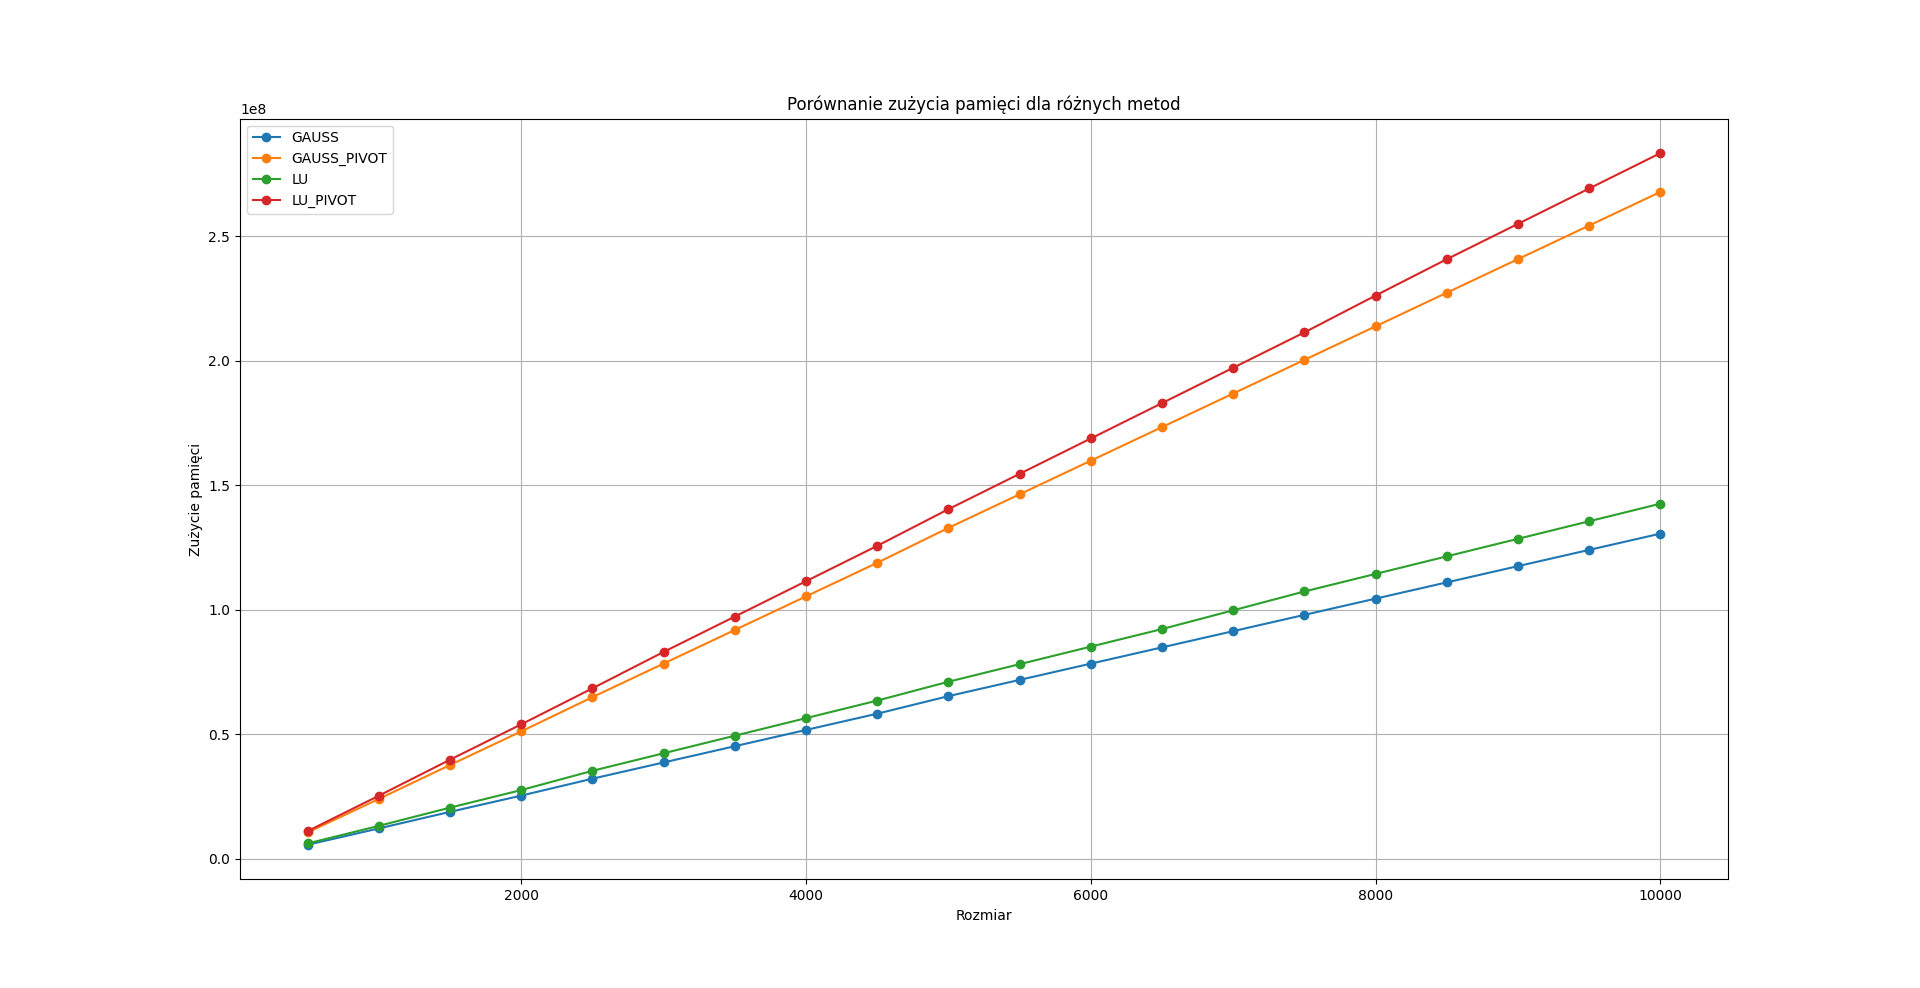 Porównanie zużycia pamięci dla różnych metod
1e8
GAUSS
GAUSS_PIVOT
LU
LU_PIVOT
2.5
2.0
1.5
1.0
0.5
0.0
Zużycie pamięci
2000 4000 6000 8000 10000
Rozmiar